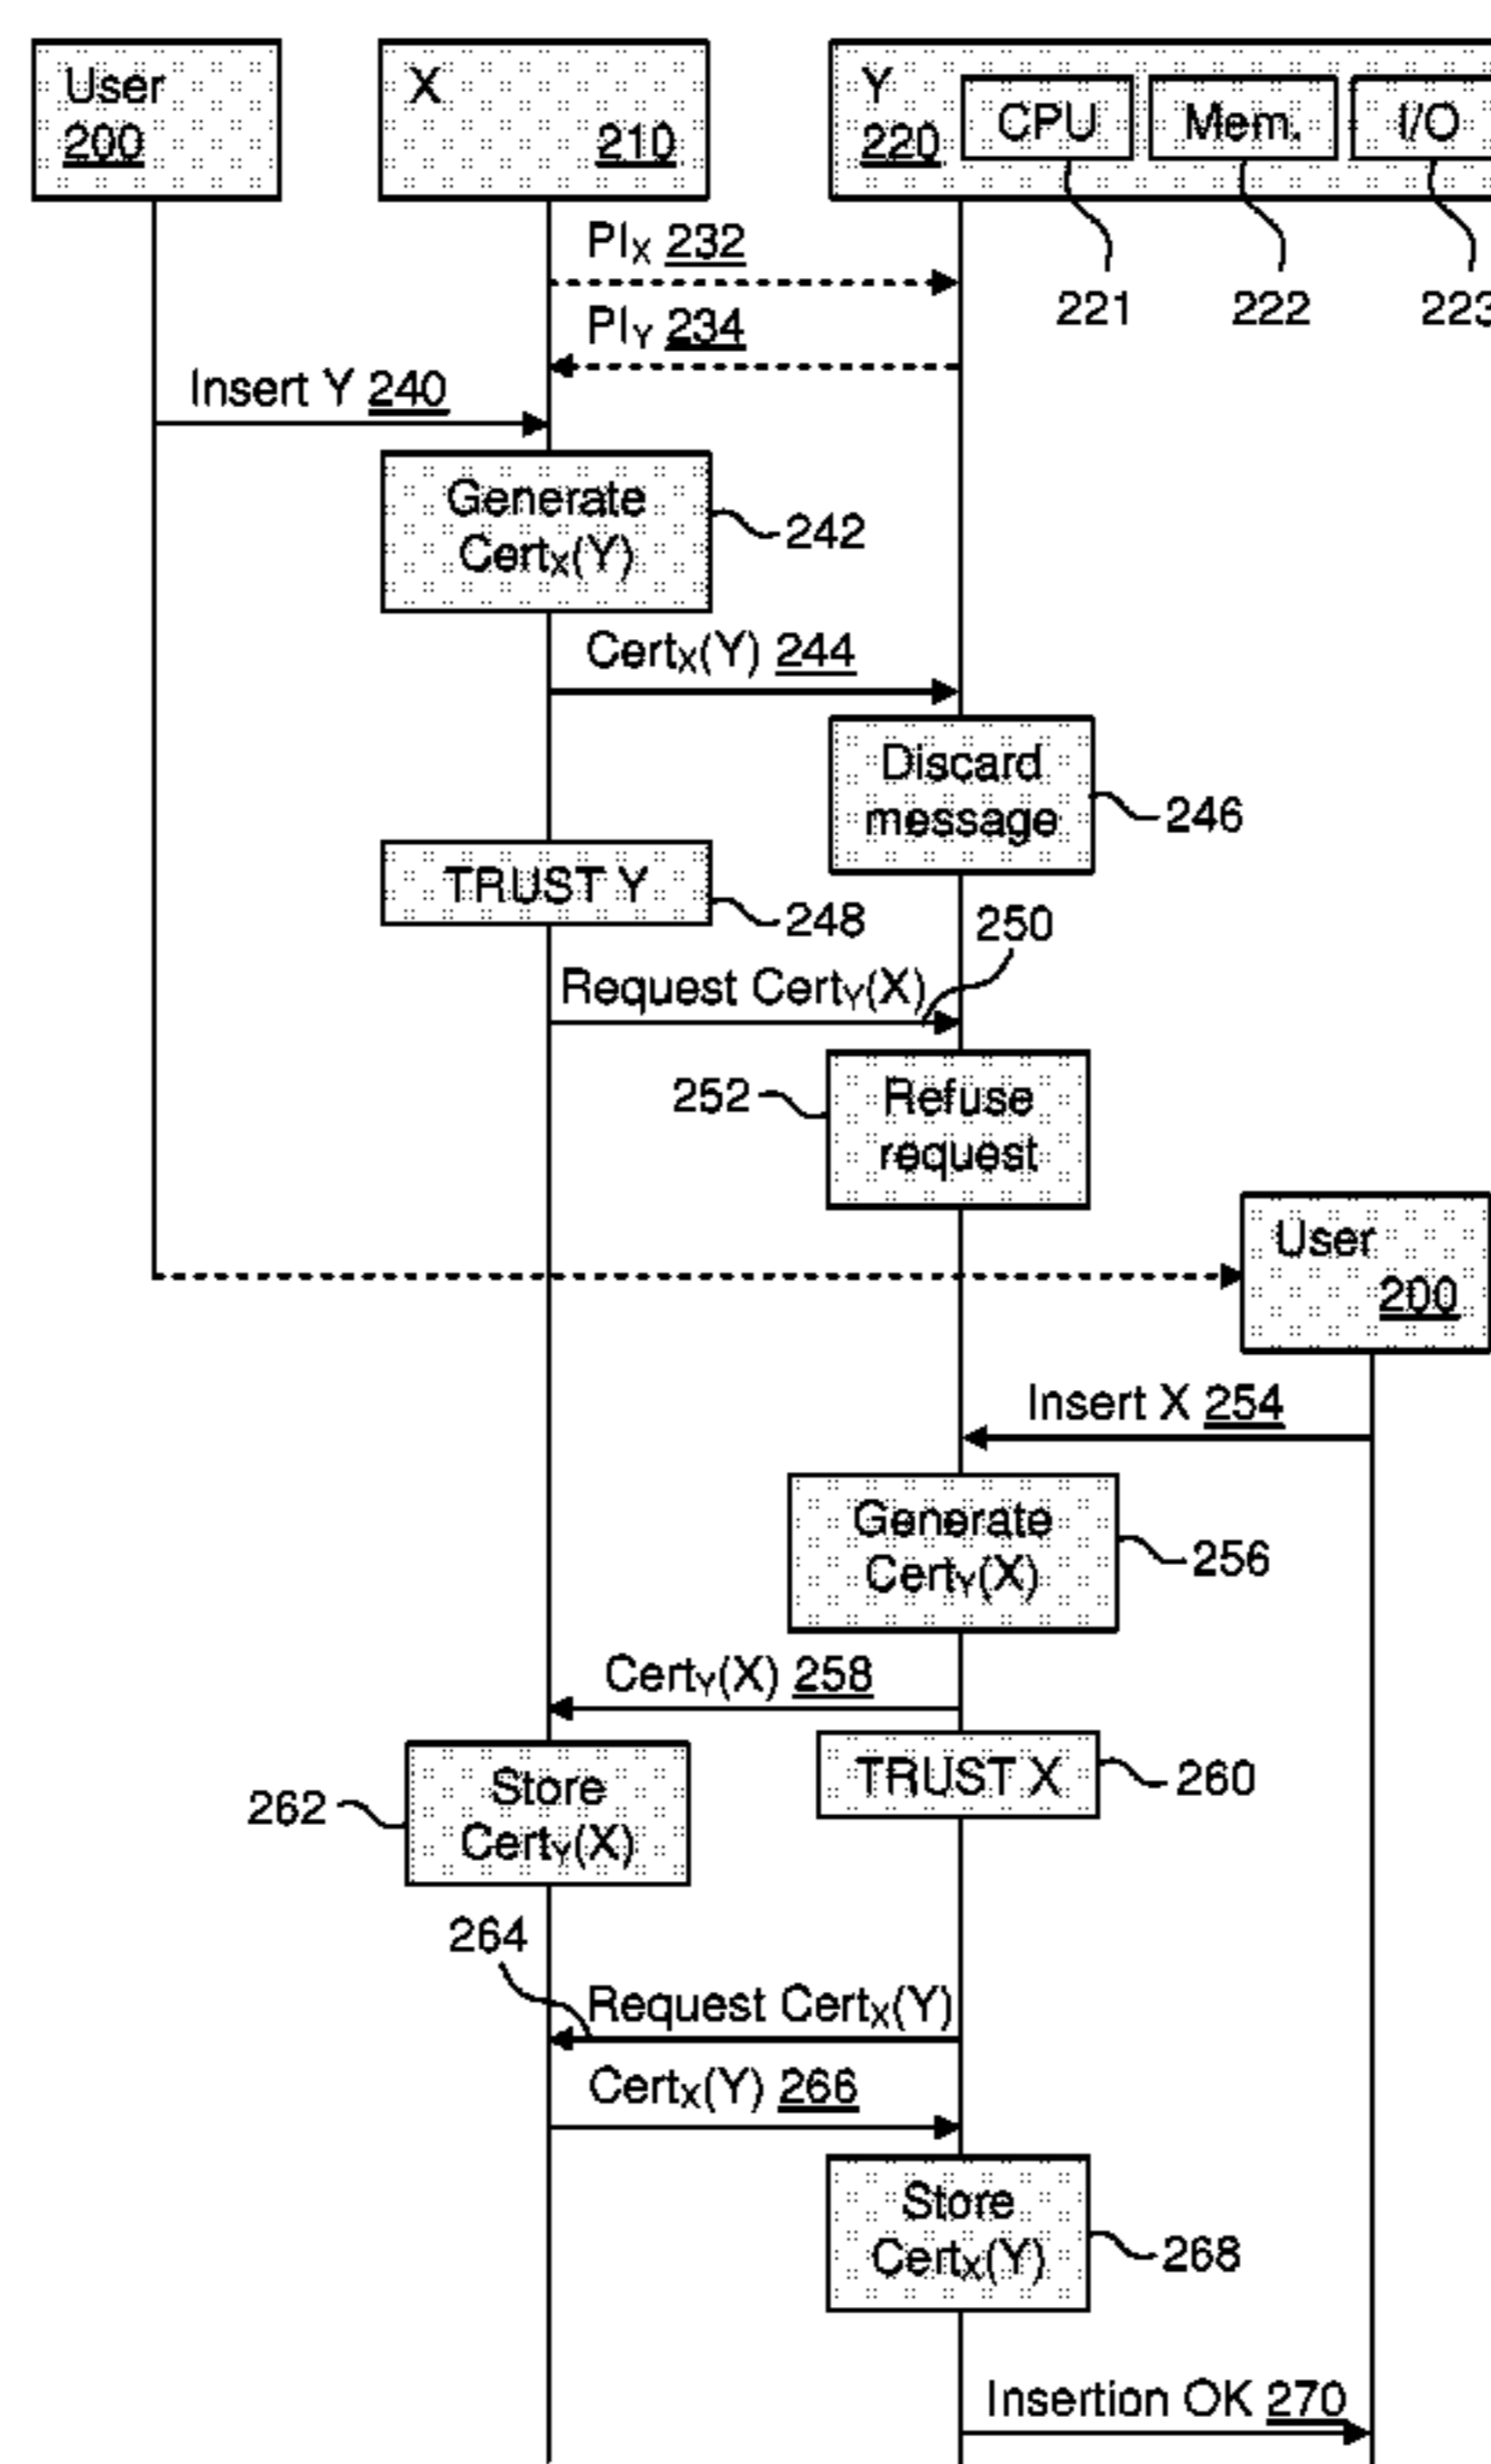 User
200
X
210
Y
220
CPU
Mem.
I/O
PIX 232
221
222
223
PIY 234
Insert Y 240
Generate
CertX(Y)
242
CertX(Y) 244
Discard
message
246
TRUST Y
248
250
Request CertY(X)
252
Refuse
request
User
200
Insert X 254
Generate
CertY(X)
256
CertY(X) 258
TRUST X
260
262
Store
CertY(X)
264
Request CertX(Y)
CertX(Y) 266
Store
CertX(Y)
268
Insertion OK 270